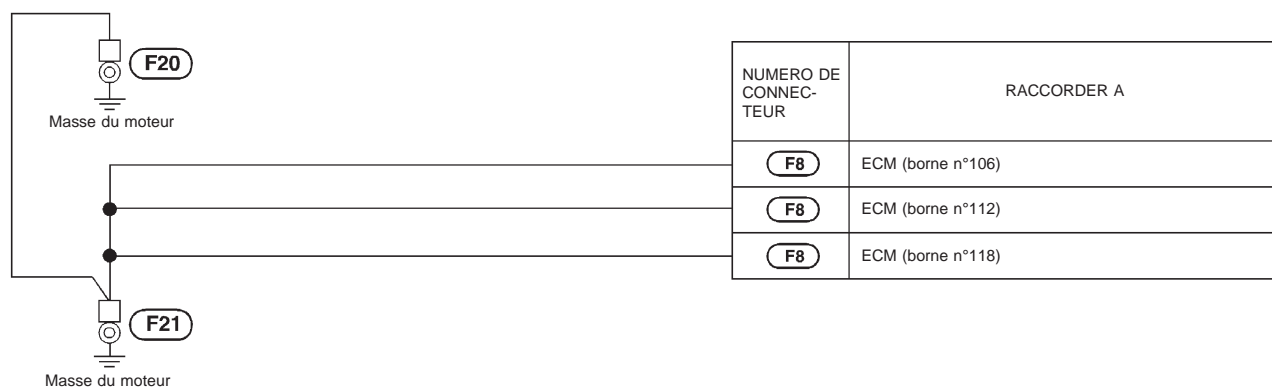 F20
Masse du moteur
NUMERO DE
CONNEC-
TEUR
RACCORDER A
F8
ECM (borne n°106)
F8
ECM (borne n°112)
F8
ECM (borne n°118)
F21
Masse du moteur